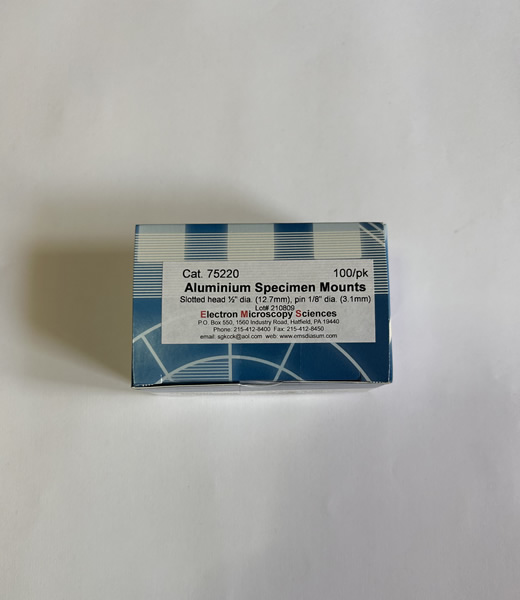 Cat. 75220 100/pk
Aluminium Specimen Mounts
Slotted head ½" dia. (12.7mm), pin 1/8" dia. (3.1mm)
Lot# 210809
Electron Microscopy Sciences
P.O. Box 550, 1560 Industry Road, Hatfield, PA 19440
Phone: 215-412-8400 Fax: 215-412-8450
email: sgkcck@aol.com web: www.emsdiasum.com